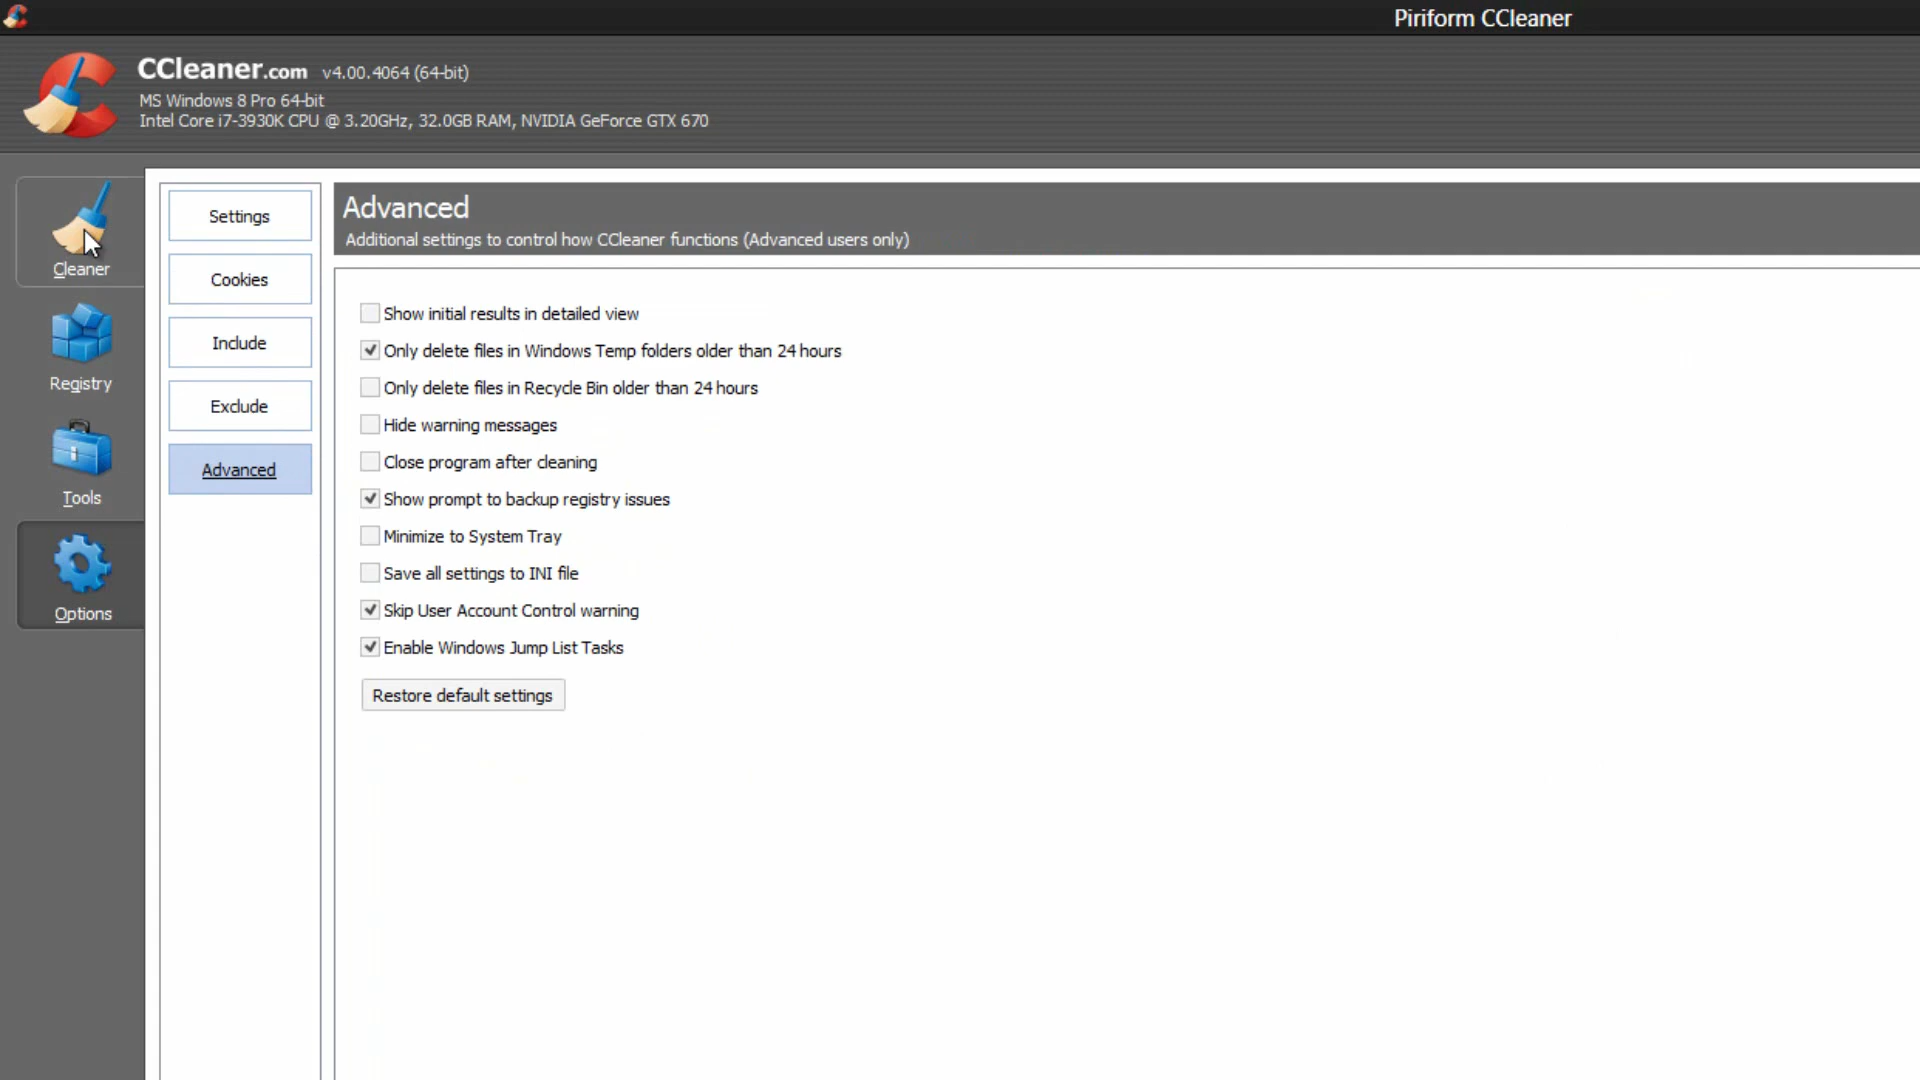 Piriform CCleaner
CCleaner.com v4.00.4064 (64-bit)
MS Windows 8 Pro 64-bit
Intel Core i7-3930K CPU @ 3.20GHz, 32.0GB RAM, NVIDIA GeForce GTX 670
Cleaner
Registry
Tools
Options
Settings
Cookies
Include
Exclude
Advanced
Advanced
Additional settings to control how CCleaner functions (Advanced users only)
Show initial results in detailed view
Only delete files in Windows Temp folders older than 24 hours
Only delete files in Recycle Bin older than 24 hours
Hide warning messages
Close program after cleaning
Show prompt to backup registry issues
Minimize to System Tray
Save all settings to INI file
Skip User Account Control warning
Enable Windows Jump List Tasks
Restore default settings